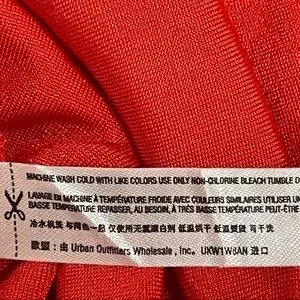 MACHINE WASH COLD WITH LIKE COLORS USE ONLY NON-CHLORINE BLEACH TUMBLE D
LAVAGE EN MACHINE À TEMPÉRATURE FROIDE AVEC COULEURS SIMILAIRES UTILISER UN
BASSE TEMPÉRATURE REPASSER, AU BESOIN, À TRÈS BASSE TEMPÉRATURE PEUT-ÊTRE
冷水机洗 与同色一起 仅使用无氯漂白剂 低温烘干 低温熨烫 可干洗
歐盟：由 Urban Outfitters Wholesale , Inc. UKW1W8AN 進口